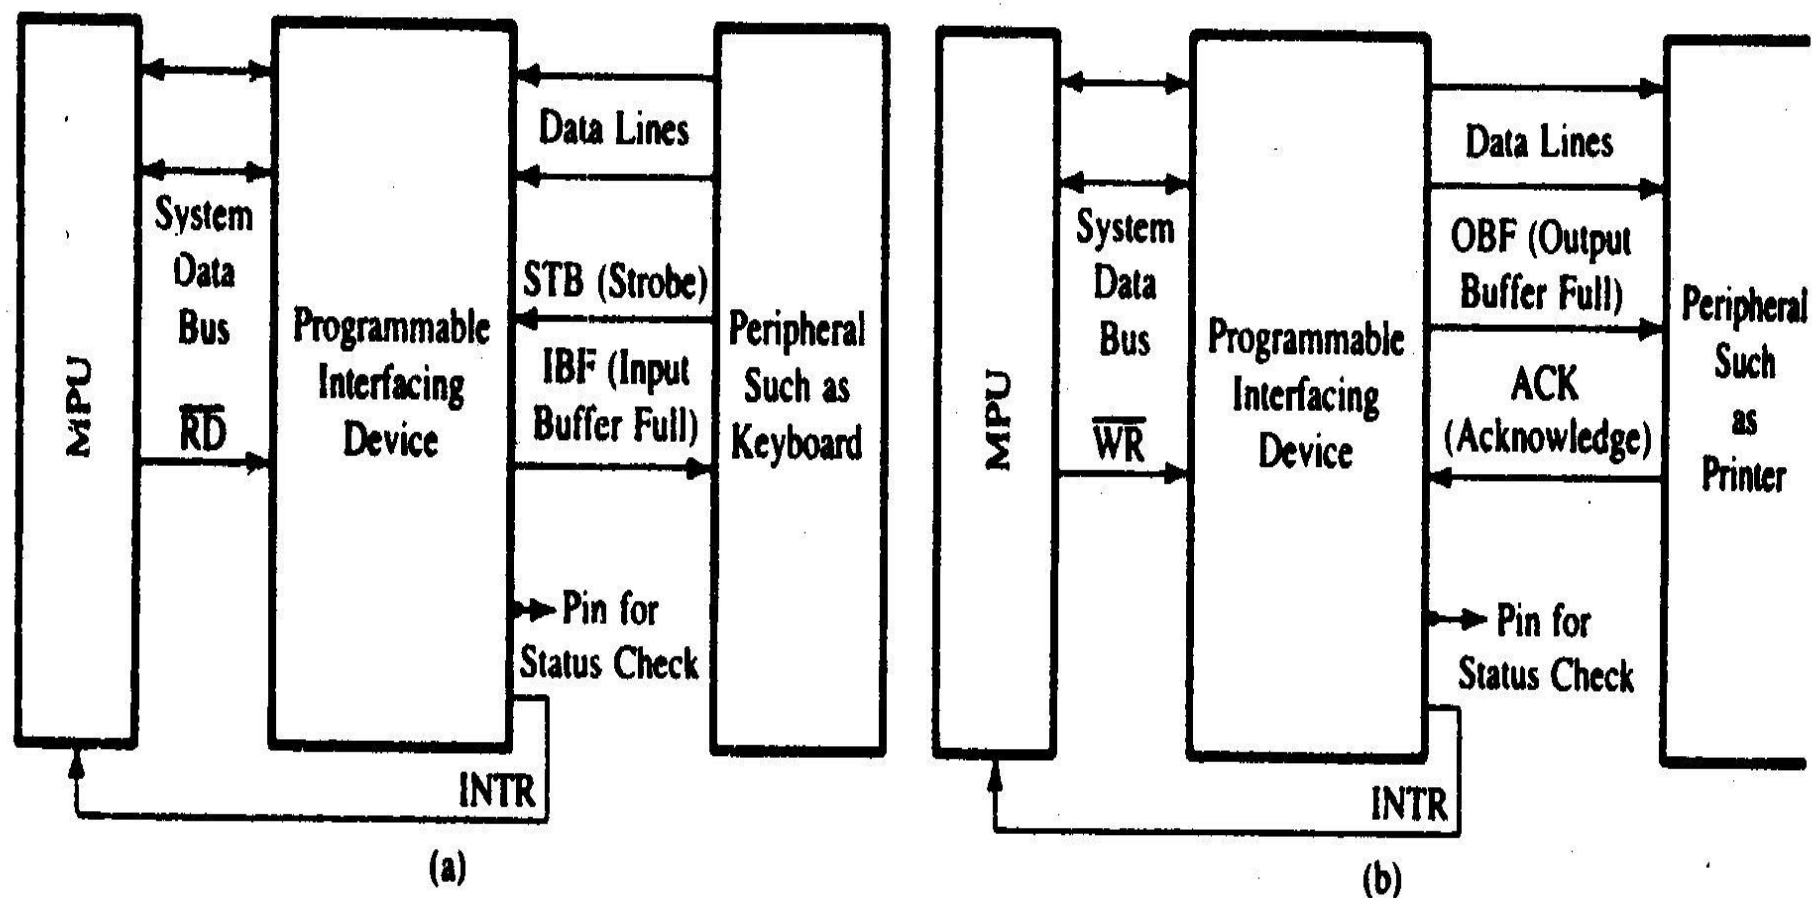 MPU
System
Data
Bus
R̅D̅
Programmable
Interfacing
Device
Data Lines
STB (Strobe)
IBF (Input
Buffer Full)
Peripheral
Such as
Keyboard
Pin for
Status Check
INTR
(a)
MPU
System
Data
Bus
W̅R̅
Programmable
Interfacing
Device
Data Lines
OBF (Output
Buffer Full)
ACK
(Acknowledge)
Peripheral
Such
as
Printer
Pin for
Status Check
INTR
(b)